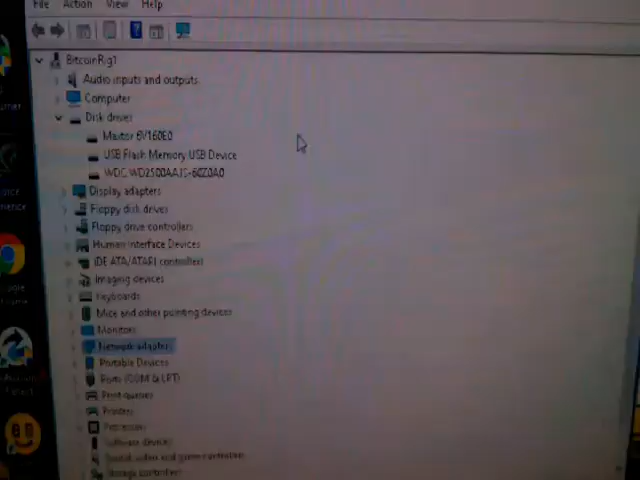 File Action View Help
BitcoinRig1
Audio inputs and outputs
Computer
Disk drives
Maxtor 6V160E0
USB Flash Memory USB Device
WDC WD2500AAJS-60Z0A0
Display adapters
Floppy disk drives
Floppy drive controllers
Human Interface Devices
IDE ATA/ATAPI controllers
Imaging devices
Keyboards
Mice and other pointing devices
Monitors
Network adapters
Portable Devices
Ports (COM & LPT)
Print queues
Printers
Processors
Software devices
Sound, video and game controllers
Storage controllers